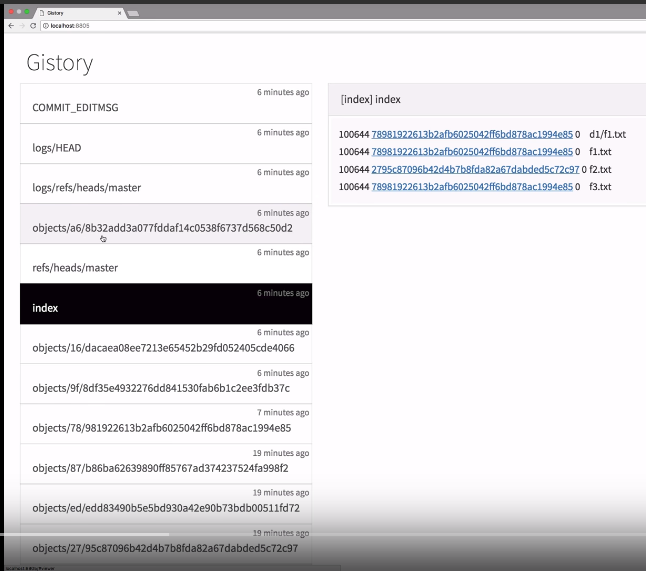 Gistory
localhost:8805
Gistory
6 minutes ago
COMMIT_EDITMSG
6 minutes ago
logs/HEAD
6 minutes ago
logs/refs/heads/master
6 minutes ago
objects/a6/8b32add3a077fddaf14c0538f6737d568c50d2
refs/heads/master
6 minutes ago
6 minutes ago
index
6 minutes ago
objects/16/dacaea08ee7213e65452b29fd052405cde4066
6 minutes ago
objects/9f/8df35e4932276dd841530fab6b1c2ee3fdb37c
7 minutes ago
objects/78/981922613b2afb6025042ff6bd878ac1994e85
19 minutes ago
objects/87/b86ba62639890ff85767ad374237524fa998f2
19 minutes ago
objects/ed/edd83490b5e5bd930a42e90b73bdb00511fd72
19 minutes ago
objects/27/95c87096b42d4b7b8fda82a67dabded5c72c97
[index] index
100644 78981922613b2afb6025042ff6bd878ac1994e85 0 d1/f1.txt
100644 78981922613b2afb6025042ff6bd878ac1994e85 0 f1.txt
100644 2795c87096b42d4b7b8fda82a67dabded5c72c97 0 f2.txt
100644 78981922613b2afb6025042ff6bd878ac1994e85 0 f3.txt